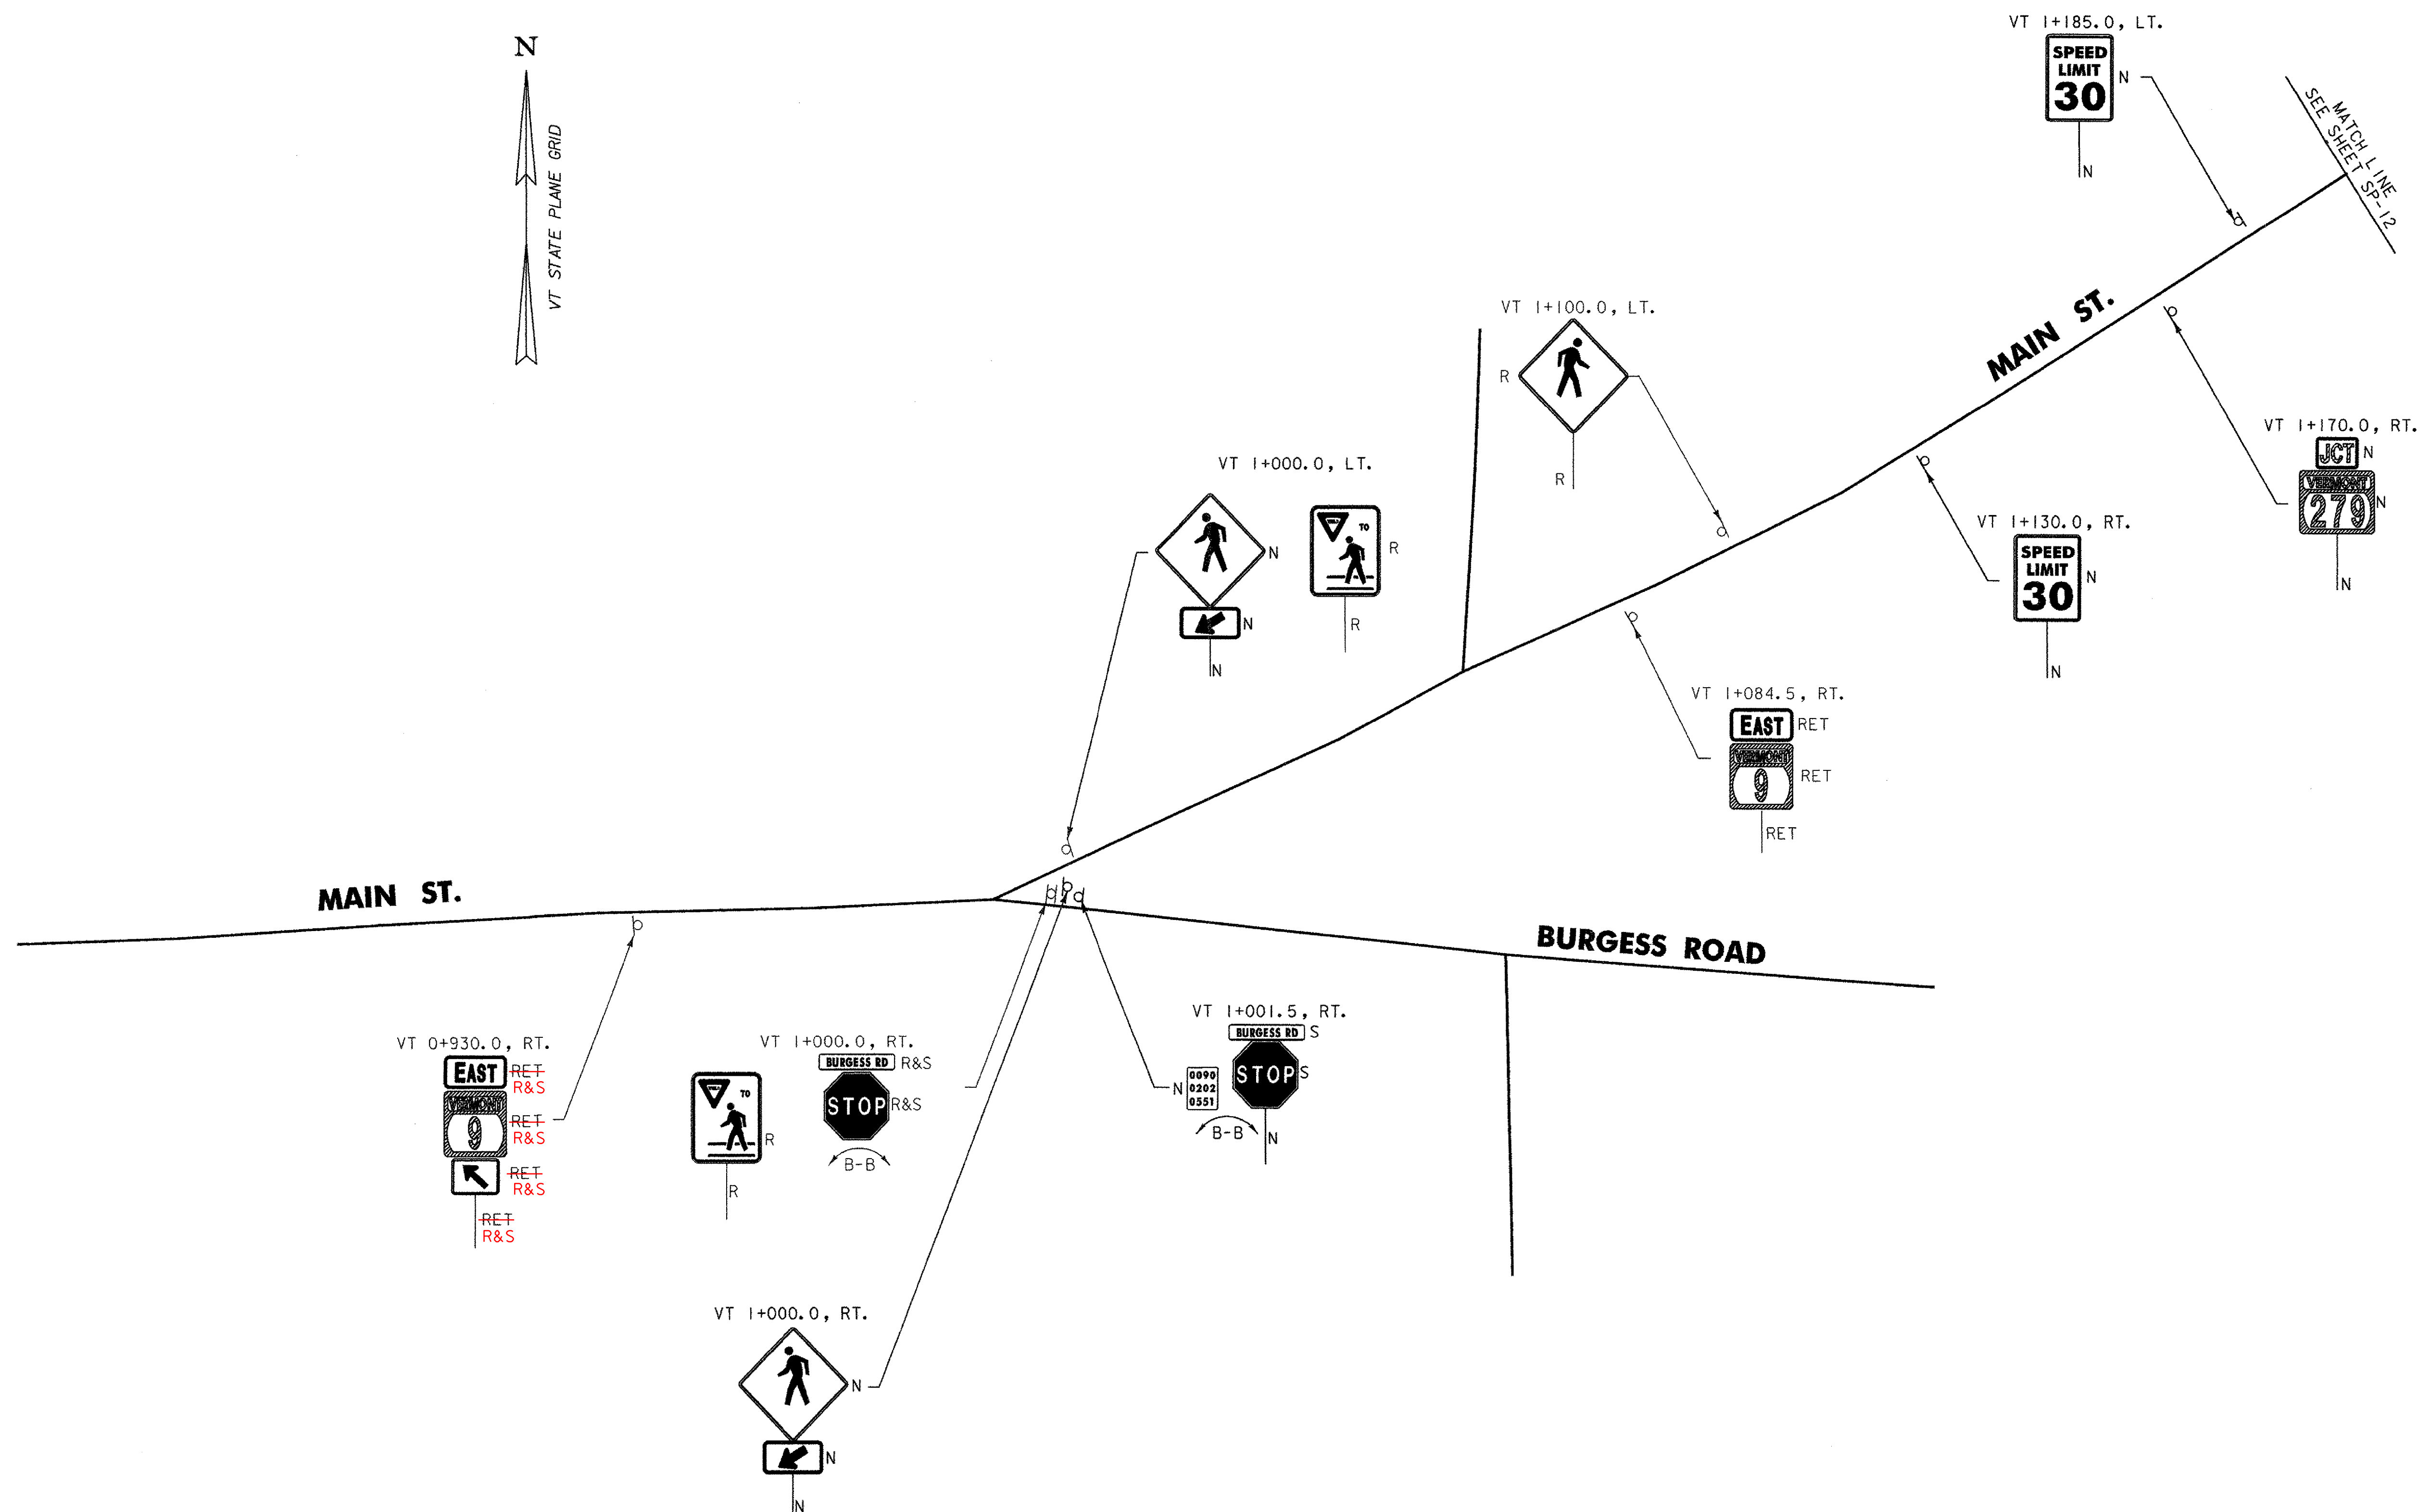 N
VT STATE PLANE GRID
VT 1+185.0, LT.
SPEED
LIMIT
30
N
N
MATCH LINE
SEE SHEET SP-12
MAIN ST.
VT 1+100.0, LT.
R
R
VT 1+170.0, RT.
JCT N
VERMONT
279 N
N
VT 1+130.0, RT.
SPEED
LIMIT
30
N
N
VT 1+000.0, LT.
N
N
N
TO
R
R
VT 1+084.5, RT.
EAST RET
VERMONT
9 RET
RET
MAIN ST.
BURGESS ROAD
VT 0+930.0, RT.
EAST RET
R&S
VERMONT
9
RET
R&S
RET
R&S
RET
R&S
VT 1+000.0, RT.
BURGESS RD R&S
STOP R&S
B-B
TO
R
R
VT 1+001.5, RT.
BURGESS RD S
STOP S
N
0090
0202
0551
B-B
N
VT 1+000.0, RT.
N
N
N